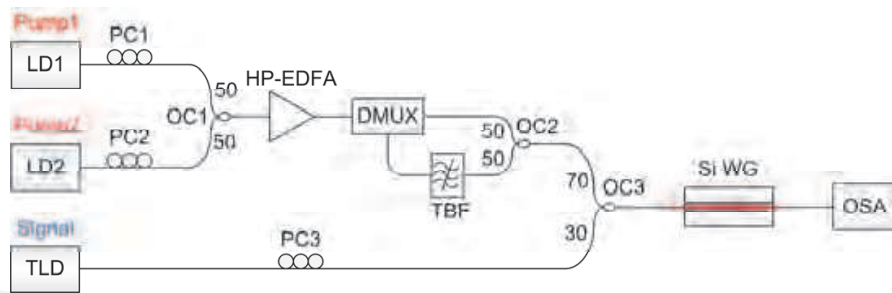 Pump1
LD1
PC1
50
OC1
50
HP-EDFA
DMUX
50
50
OC2
TBF
Pump2
LD2
PC2
70
OC3
30
Si WG
OSA
Signal
TLD
PC3